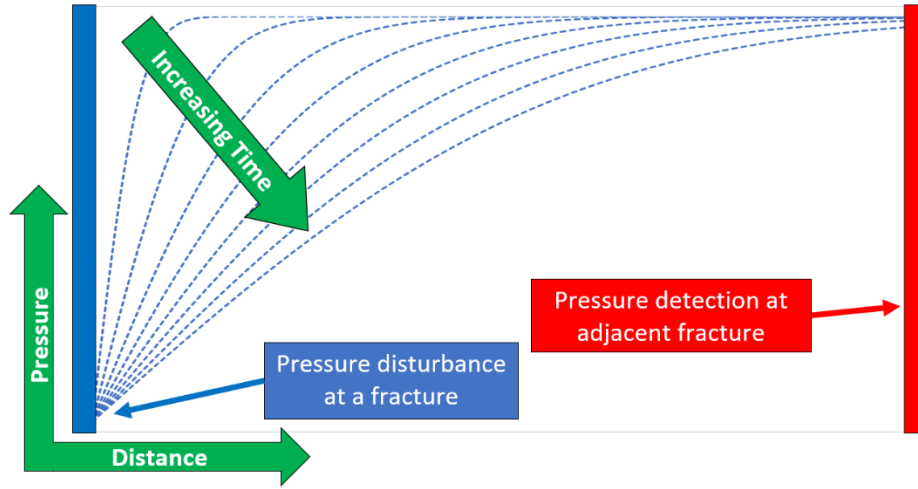 Increasing Time
Pressure
Pressure detection at
adjacent fracture
Pressure disturbance
at a fracture
Distance